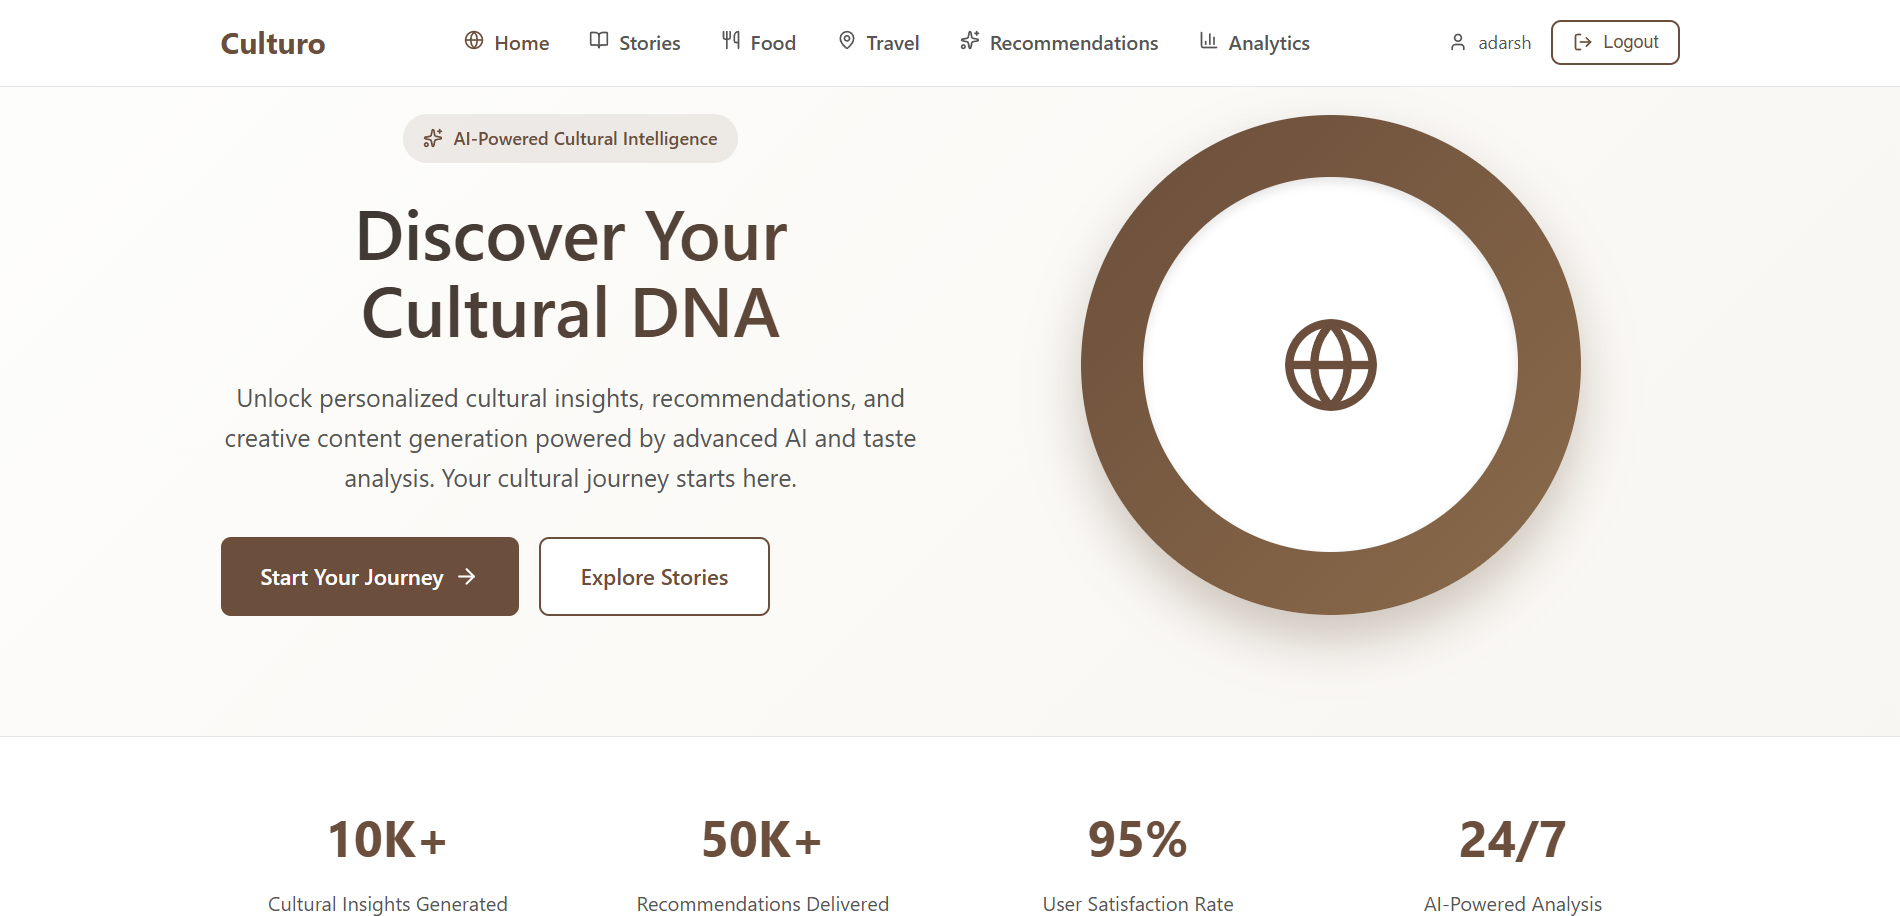 Culturo
Home
Stories
Food
Travel
Recommendations
Analytics
adarsh
Logout
AI-Powered Cultural Intelligence
Discover Your
Cultural DNA
Unlock personalized cultural insights, recommendations, and
creative content generation powered by advanced AI and taste
analysis. Your cultural journey starts here.
Start Your Journey
Explore Stories
10K+
Cultural Insights Generated
50K+
Recommendations Delivered
95%
User Satisfaction Rate
24/7
AI-Powered Analysis